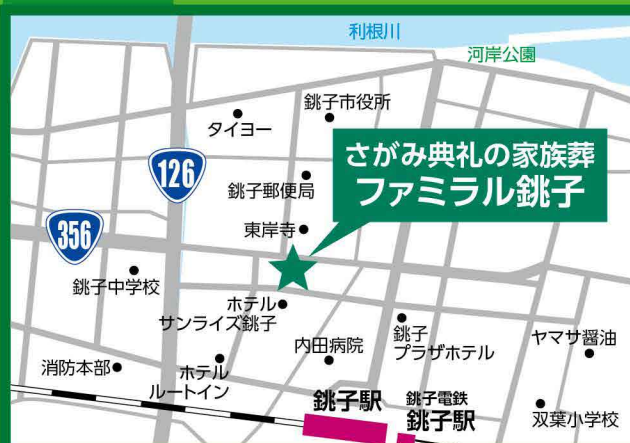 利根川
河岸公園
銚子市役所
タイヨー
さがみ典礼の家族葬
ファミラル銚子
126
銚子郵便局
東岸寺
356
銚子中学校
ホテル
サンライズ銚子
内田病院
銚子
プラザホテル
ヤマサ醤油
消防本部
ホテル
ルートイン
銚子駅
銚子電鉄
銚子駅
双葉小学校